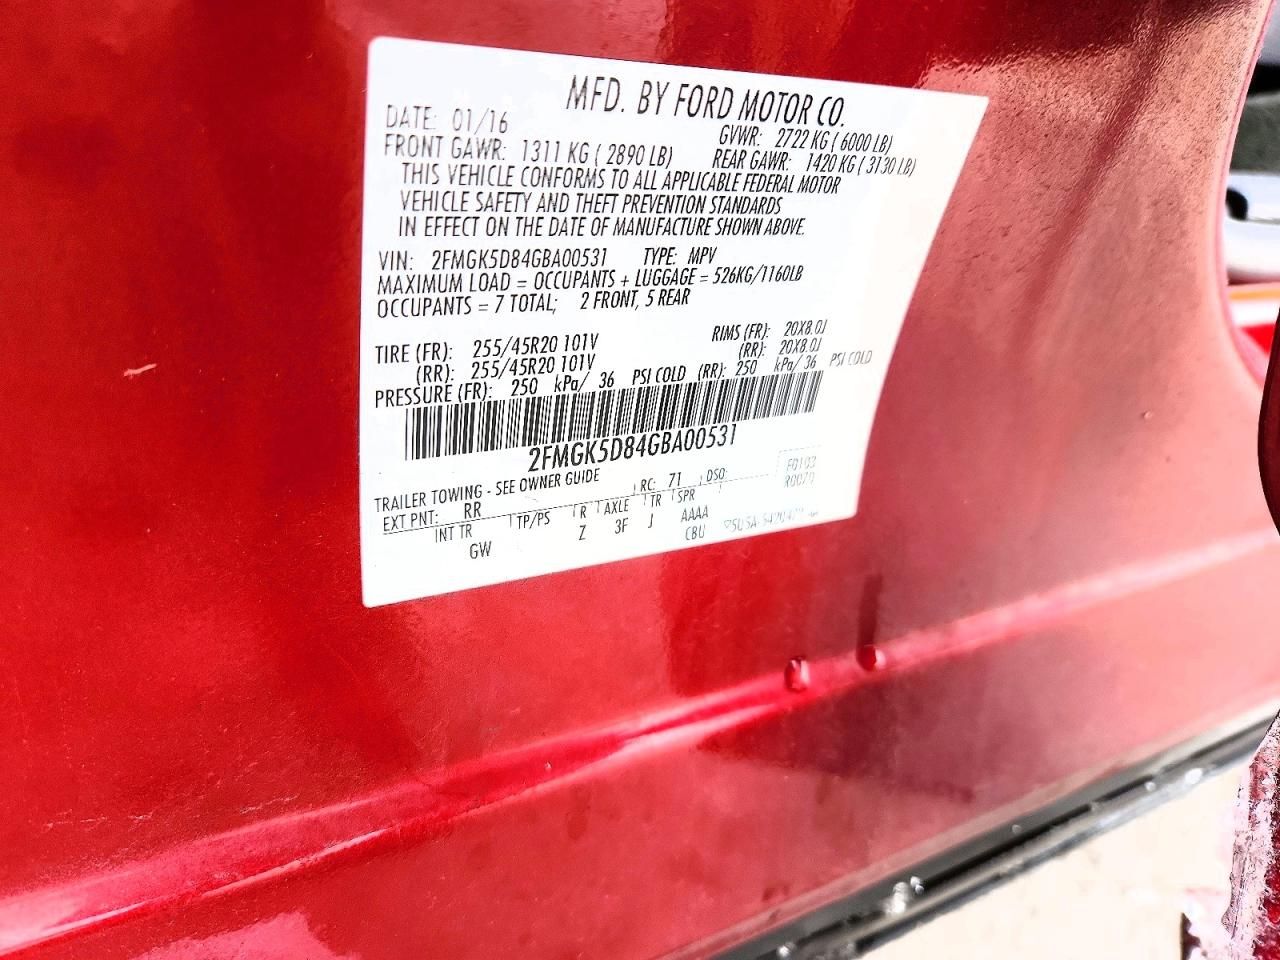 MFD. BY FORD MOTOR CO.
DATE: 01/16 GVWR: 2722 KG ( 6000 LB)
FRONT GAWR: 1311 KG ( 2890 LB) REAR GAWR: 1420 KG ( 3130 LB)
THIS VEHICLE CONFORMS TO ALL APPLICABLE FEDERAL MOTOR
VEHICLE SAFETY AND THEFT PREVENTION STANDARDS
IN EFFECT ON THE DATE OF MANUFACTURE SHOWN ABOVE.
VIN: 2FMGK5D84GBA00531 TYPE: MPV
MAXIMUM LOAD = OCCUPANTS + LUGGAGE = 526KG/1160LB
OCCUPANTS = 7 TOTAL; 2 FRONT, 5 REAR
TIRE (FR): 255/45R20 101V RIMS (FR): 20X8.0J
(RR): 255/45R20 101V (RR): 20X8.0J
PRESSURE (FR): 250 kPa/ 36 PSI COLD (RR): 250 kPa/ 36 PSI COLD
2FMGK5D84GBA00531
TRAILER TOWING - SEE OWNER GUIDE RC: 71 DSO: F0103
EXT PNT: RR R0070
INT TR TP/PS R AXLE TR SPR
GW Z 3F J AAAA
CBU